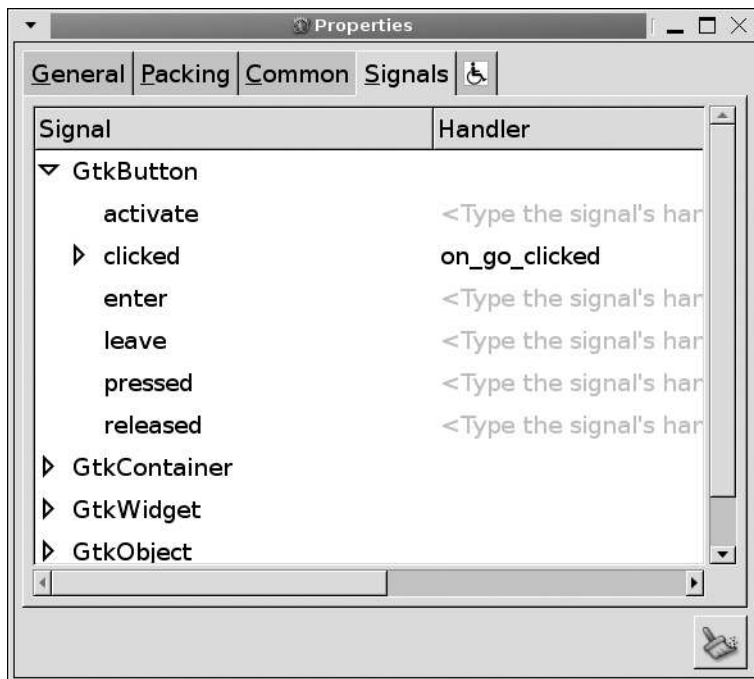 Properties
General Packing Common Signals
Signal Handler
GtkButton
activate <Type the signal's har
clicked on_go_clicked
enter <Type the signal's har
leave <Type the signal's har
pressed <Type the signal's har
released <Type the signal's har
GtkContainer
GtkWidget
GtkObject